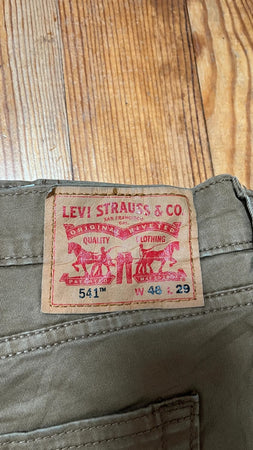 LEVI STRAUSS & CO.
SAN FRANCISCO
CAL.
ORIGINAL RIVETED
QUALITY CLOTHING
541™ W 48 L 29